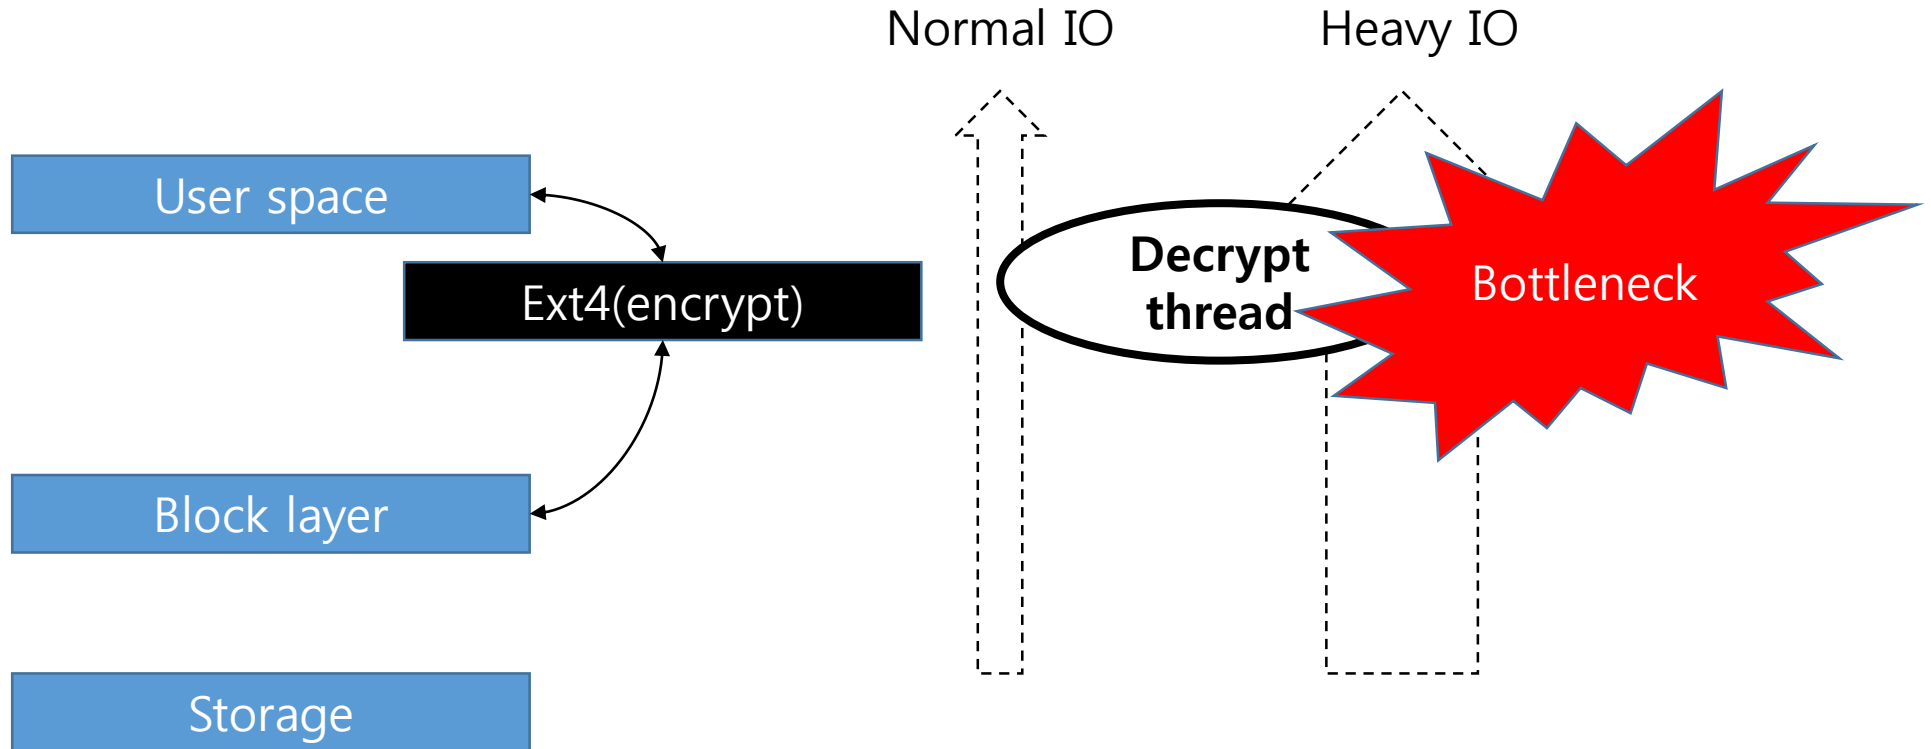 Normal IO
Heavy IO
User space
Ext4(encrypt)
Decrypt
thread
Bottleneck
Block layer
Storage